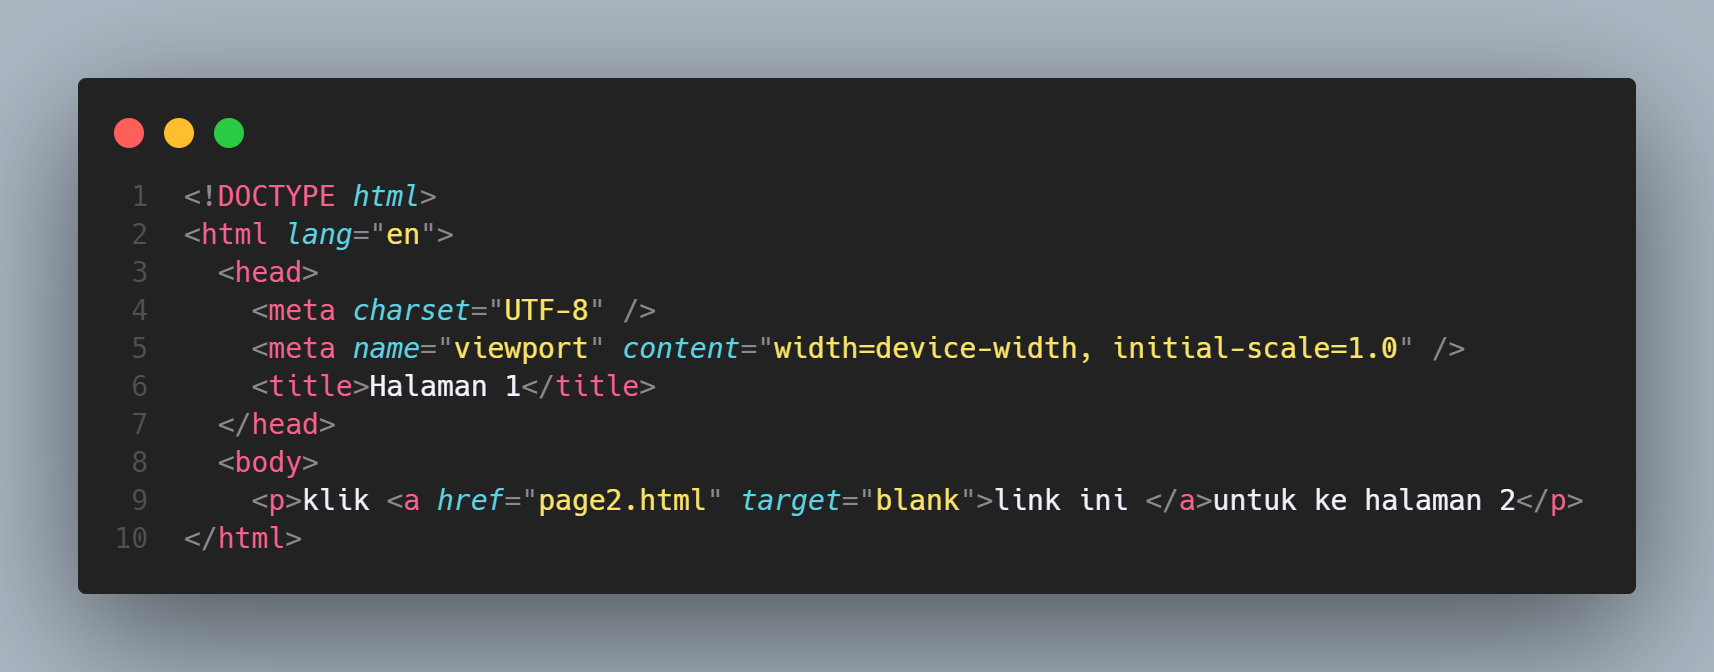 1 <!DOCTYPE html>
2 <html lang="en">
3   <head>
4     <meta charset="UTF-8" />
5     <meta name="viewport" content="width=device-width, initial-scale=1.0" />
6     <title>Halaman 1</title>
7   </head>
8   <body>
9     <p>klik <a href="page2.html" target="blank">link ini </a>untuk ke halaman 2</p>
10 </html>